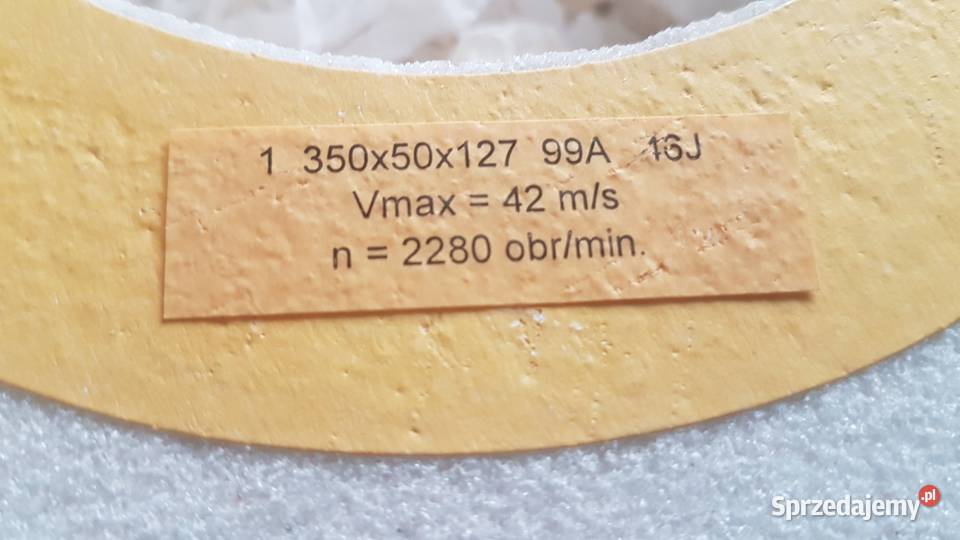 1 350x50x127 99A 16J
Vmax = 42 m/s
n = 2280 obr/min.
Sprzedajemy.pl